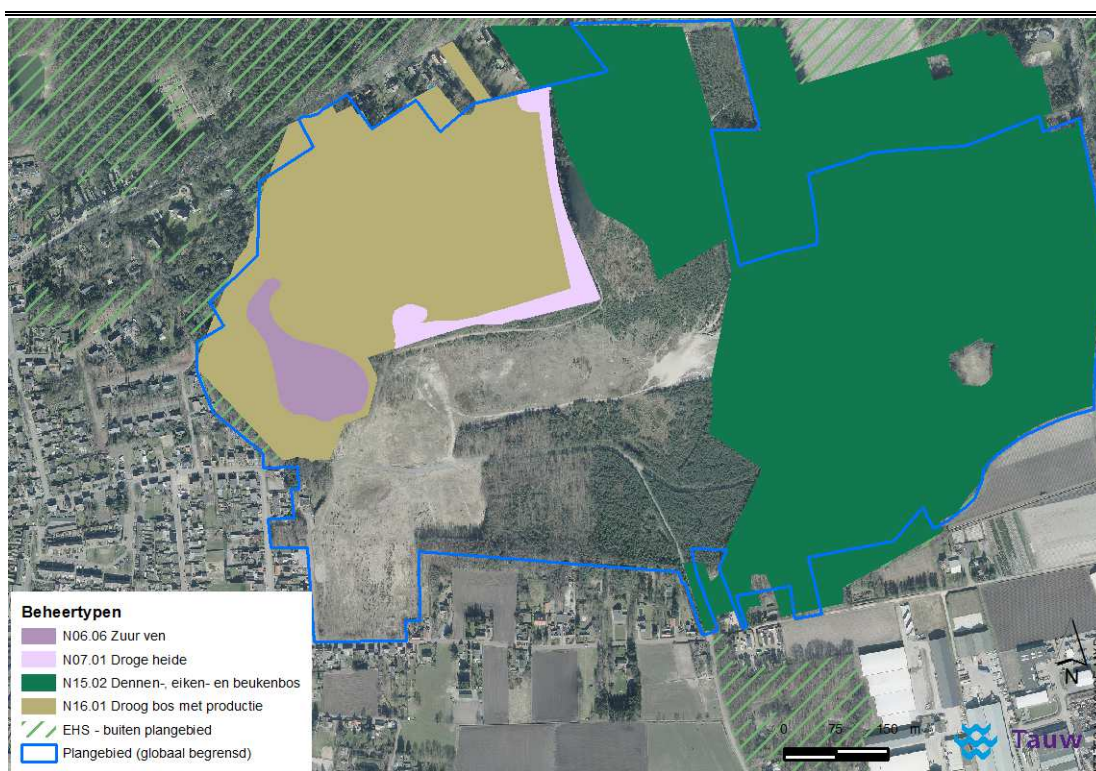 Beheertypen
N06.06 Zuur ven
N07.01 Droge heide
N15.02 Dennen-, eiken- en beukenbos
N16.01 Droog bos met productie
EHS - buiten plangebied
Plangebied (globaal begrensd)
N
0 75 150 m
Tauw